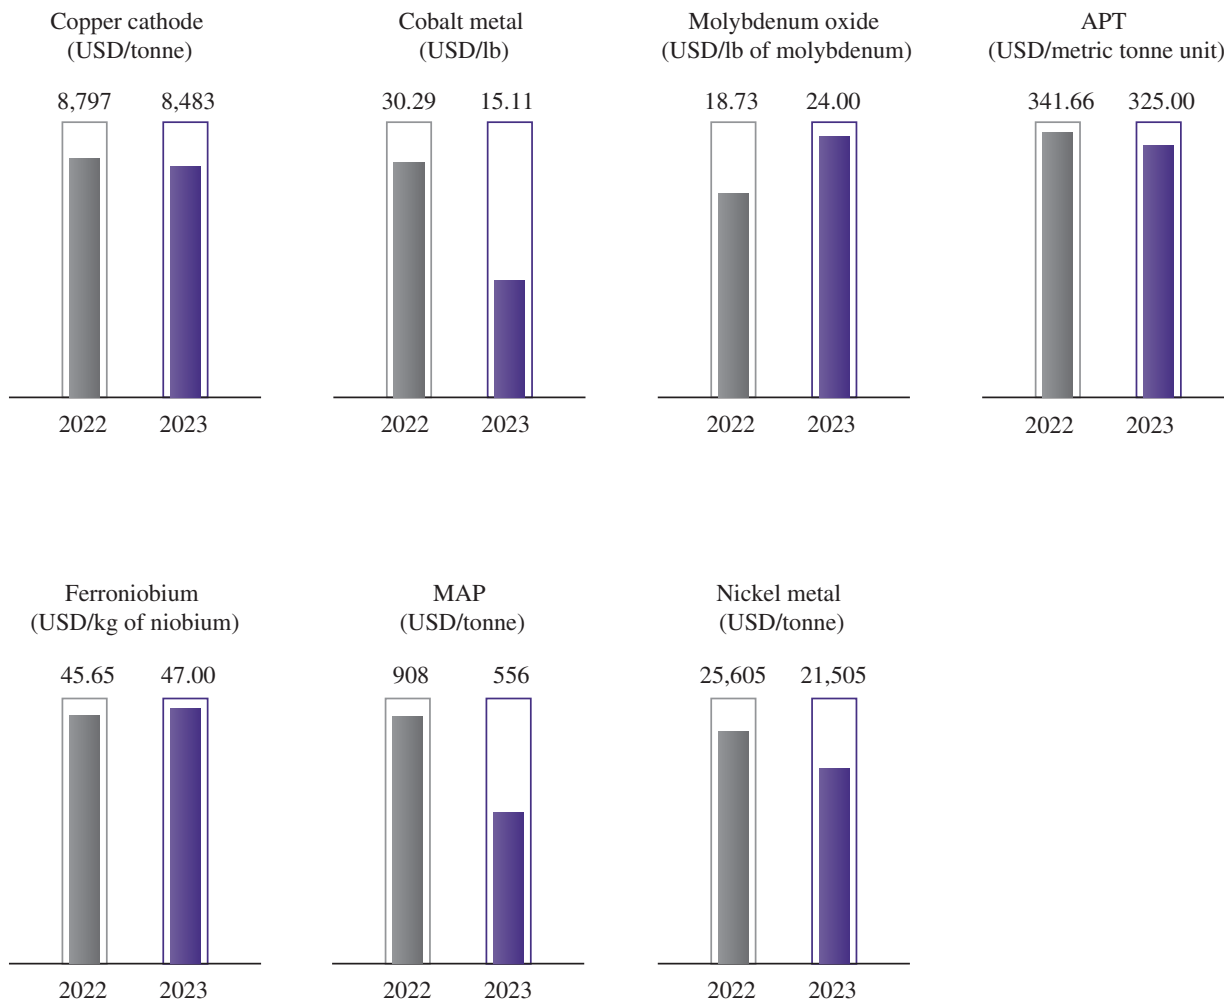 Copper cathode
(USD/tonne)
8,797 8,483
2022 2023
Cobalt metal
(USD/lb)
30.29 15.11
2022 2023
Molybdenum oxide
(USD/lb of molybdenum)
18.73 24.00
2022 2023
APT
(USD/metric tonne unit)
341.66 325.00
2022 2023
Ferroniobium
(USD/kg of niobium)
45.65 47.00
2022 2023
MAP
(USD/tonne)
908 556
2022 2023
Nickel metal
(USD/tonne)
25,605 21,505
2022 2023